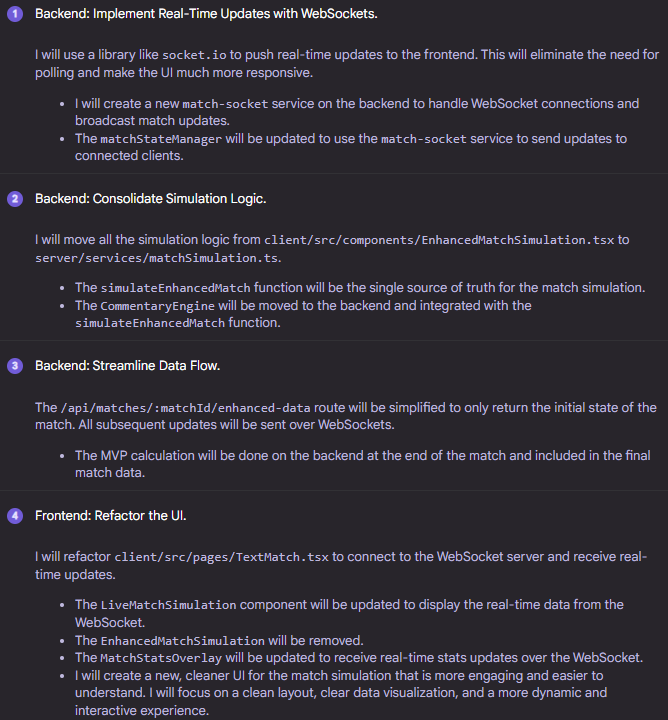 1 Backend: Implement Real-Time Updates with WebSockets.
I will use a library like socket.io to push real-time updates to the frontend. This will eliminate the need for
polling and make the UI much more responsive.
• I will create a new match-socket service on the backend to handle WebSocket connections and
broadcast match updates.
• The matchStateManager will be updated to use the match-socket service to send updates to
connected clients.
2 Backend: Consolidate Simulation Logic.
I will move all the simulation logic from client/src/components/EnhancedMatchSimulation.tsx to
server/services/matchSimulation.ts.
• The simulateEnhancedMatch function will be the single source of truth for the match simulation.
• The CommentaryEngine will be moved to the backend and integrated with the
simulateEnhancedMatch function.
3 Backend: Streamline Data Flow.
The /api/matches/:matchId/enhanced-data route will be simplified to only return the initial state of the
match. All subsequent updates will be sent over WebSockets.
• The MVP calculation will be done on the backend at the end of the match and included in the final
match data.
4 Frontend: Refactor the UI.
I will refactor client/src/pages/TextMatch.tsx to connect to the WebSocket server and receive real-
time updates.
• The LiveMatchSimulation component will be updated to display the real-time data from the
WebSocket.
• The EnhancedMatchSimulation will be removed.
• The MatchStatsOverlay will be updated to receive real-time stats updates over the WebSocket.
• I will create a new, cleaner UI for the match simulation that is more engaging and easier to
understand. I will focus on a clean layout, clear data visualization, and a more dynamic and
interactive experience.